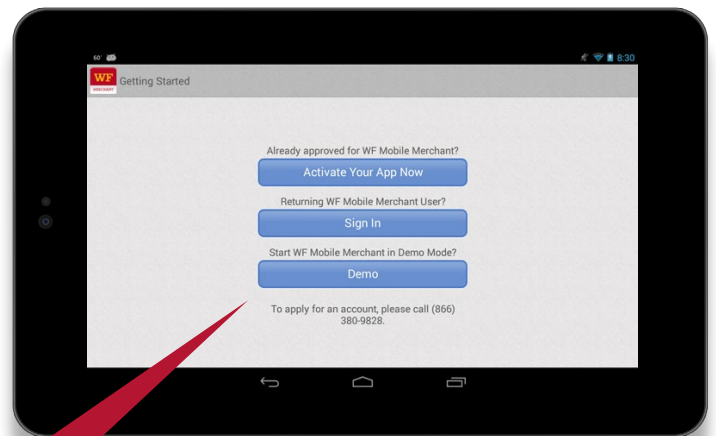 60°
8:30
WF
MERCHANT
Getting Started
Already approved for WF Mobile Merchant?
Activate Your App Now
Returning WF Mobile Merchant User?
Sign In
Start WF Mobile Merchant in Demo Mode?
Demo
To apply for an account, please call (866)
380-9828.